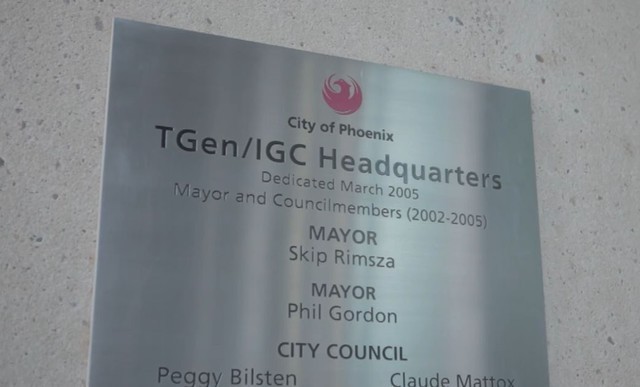 City of Phoenix
TGen/IGC Headquarters
Dedicated March 2005
Mayor and Councilmembers (2002-2005)
MAYOR
Skip Rimsza
MAYOR
Phil Gordon
CITY COUNCIL
Peggy Bilsten Claude Mattox